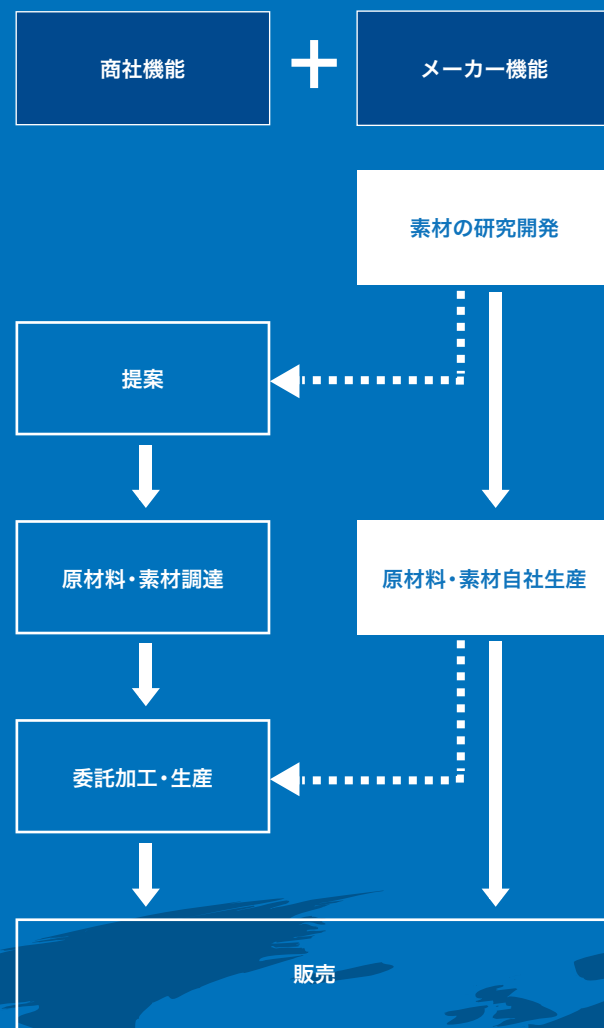 商社機能
メーカー機能
素材の研究開発
提案
原材料・素材調達
原材料・素材自社生産
委託加工・生産
販売